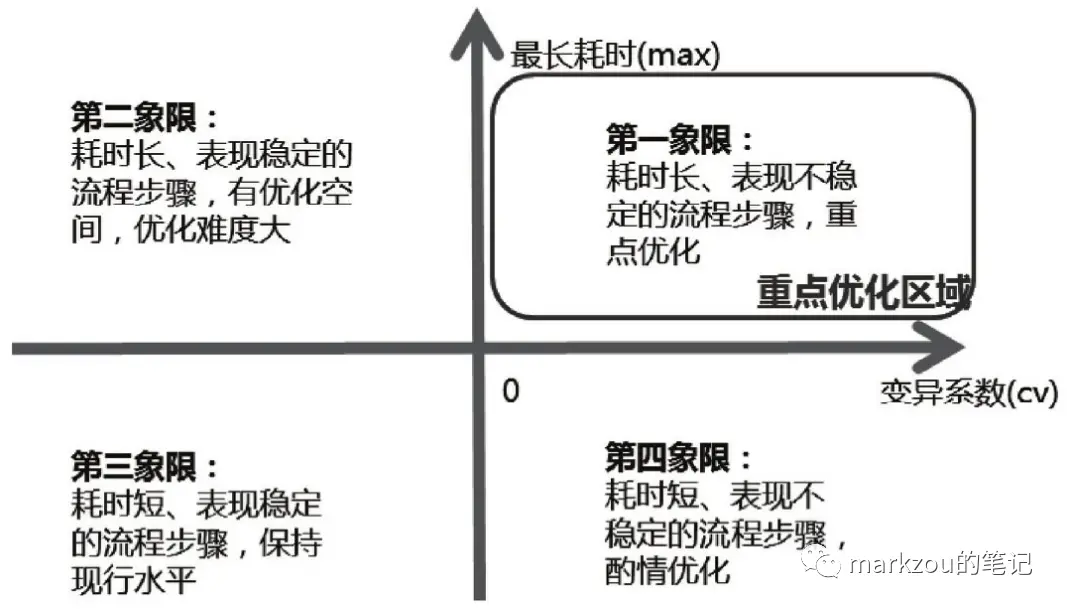 最长耗时(max)
第二象限：
耗时长、表现稳定的
流程步骤，有优化空
间，优化难度大
第一象限：
耗时长、表现不稳
定的流程步骤，重
点优化
重点优化区域
0
变异系数(cv)
第三象限：
耗时短、表现稳定
的流程步骤，保持
现行水平
第四象限：
耗时短、表现不
稳定的流程步骤，
酌情优化
markzou的笔记